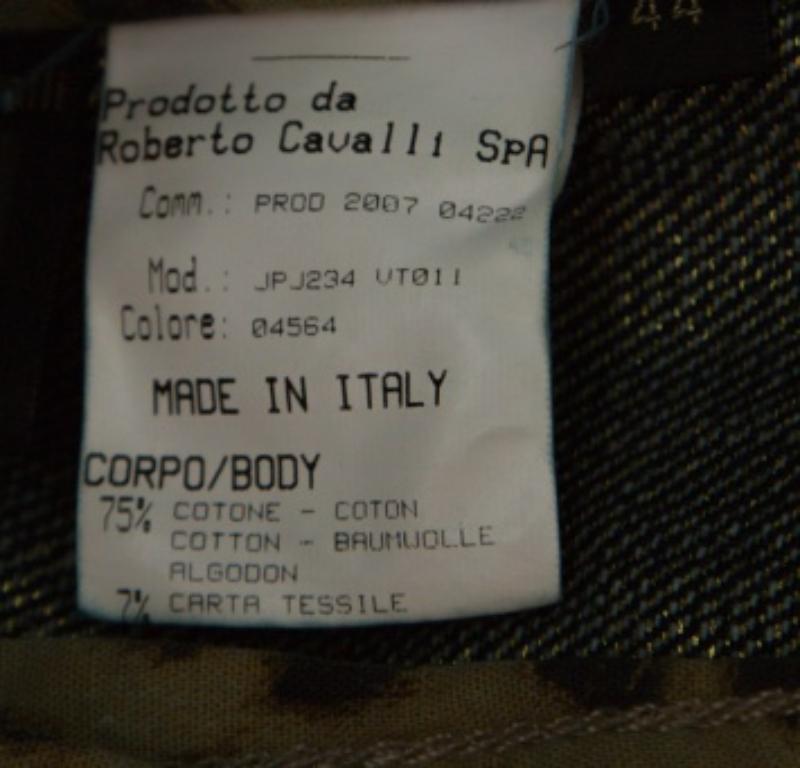 44
Prodotto da
Roberto Cavalli SpA
Comm.: PROD 2007 04222
Mod.: JPJ234 VT011
Colore: 04564
MADE IN ITALY
CORPO/BODY
75% COTONE - COTON
COTTON - BAUMWOLLE
ALGODON
7% CARTA TESSILE